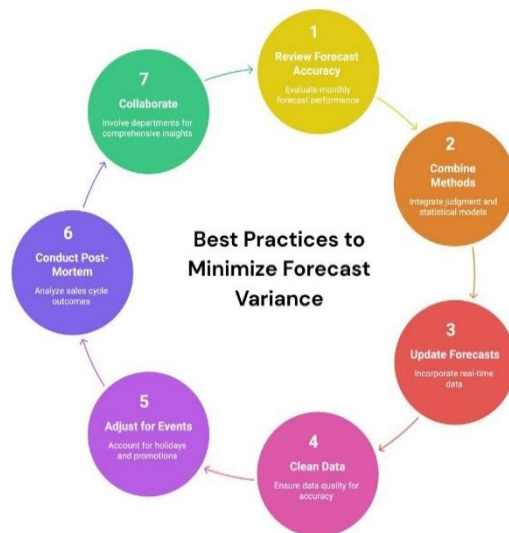 1
Review Forecast
Accuracy
Evaluate monthly
forecast performance
2
Combine
Methods
Integrate judgment and
statistical models
3
Update Forecasts
Incorporate real-time
data
4
Clean Data
Ensure data quality for
accuracy
5
Adjust for Events
Account for holidays
and promotions
6
Conduct Post-
Mortem
Analyze sales cycle
outcomes
7
Collaborate
Involve departments for
comprehensive insights
Best Practices to
Minimize Forecast
Variance